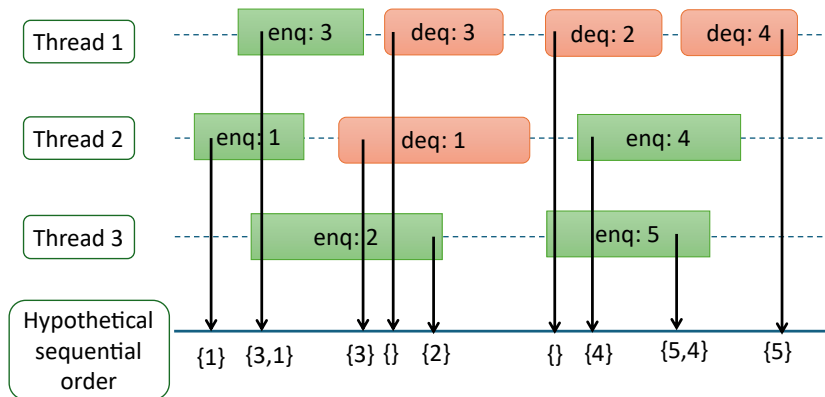 Thread 1
enq: 3
deq: 3
deq: 2
deq: 4
Thread 2
enq: 1
deq: 1
enq: 4
Thread 3
enq: 2
enq: 5
Hypothetical
sequential
order
{1}
{3,1}
{3}
{}
{2}
{}
{4}
{5,4}
{5}